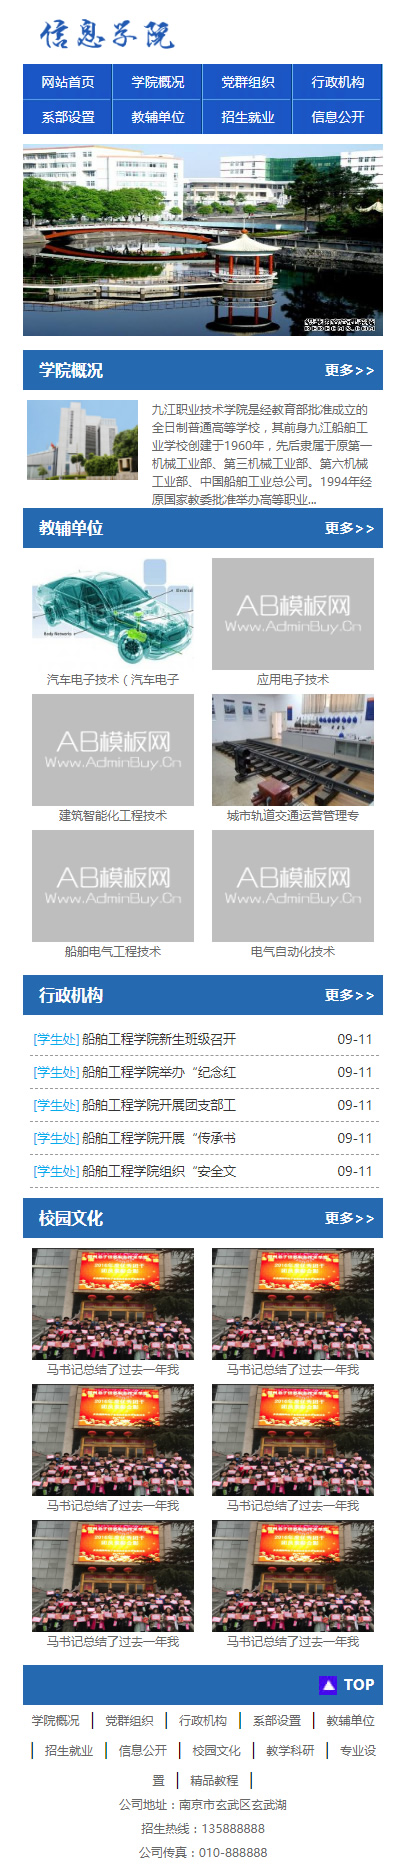 信息学院
网站首页 学院概况 党群组织 行政机构
系部设置 教辅单位 招生就业 信息公开
学院概况 更多>>
九江职业技术学院是经教育部批准成立的
全日制普通高等学校，其前身九江船舶工
业学校创建于1960年，先后隶属于原第一
机械工业部、第三机械工业部、第六机械
工业部、中国船舶工业总公司。1994年经
原国家教委批准举办高等职业...
教辅单位 更多>>
Body Networks
AB模板网
Www.AdminBuy.Cn
汽车电子技术（汽车电子 应用电子技术
AB模板网
Www.AdminBuy.Cn
建筑智能化工程技术 城市轨道交通运营管理专
AB模板网 AB模板网
Www.AdminBuy.Cn Www.AdminBuy.Cn
船舶电气工程技术 电气自动化技术
行政机构 更多>>
[学生处] 船舶工程学院新生班级召开 09-11
[学生处] 船舶工程学院举办“纪念红 09-11
[学生处] 船舶工程学院开展团支部工 09-11
[学生处] 船舶工程学院开展“传承书 09-11
[学生处] 船舶工程学院组织“安全文 09-11
校园文化 更多>>
马书记总结了过去一年我 马书记总结了过去一年我
马书记总结了过去一年我 马书记总结了过去一年我
马书记总结了过去一年我 马书记总结了过去一年我
TOP
学院概况 | 党群组织 | 行政机构 | 系部设置 | 教辅单位
| 招生就业 | 信息公开 | 校园文化 | 教学科研 | 专业设
置 | 精品教程 |
公司地址：南京市玄武区玄武湖
招生热线：135888888
公司传真：010-888888